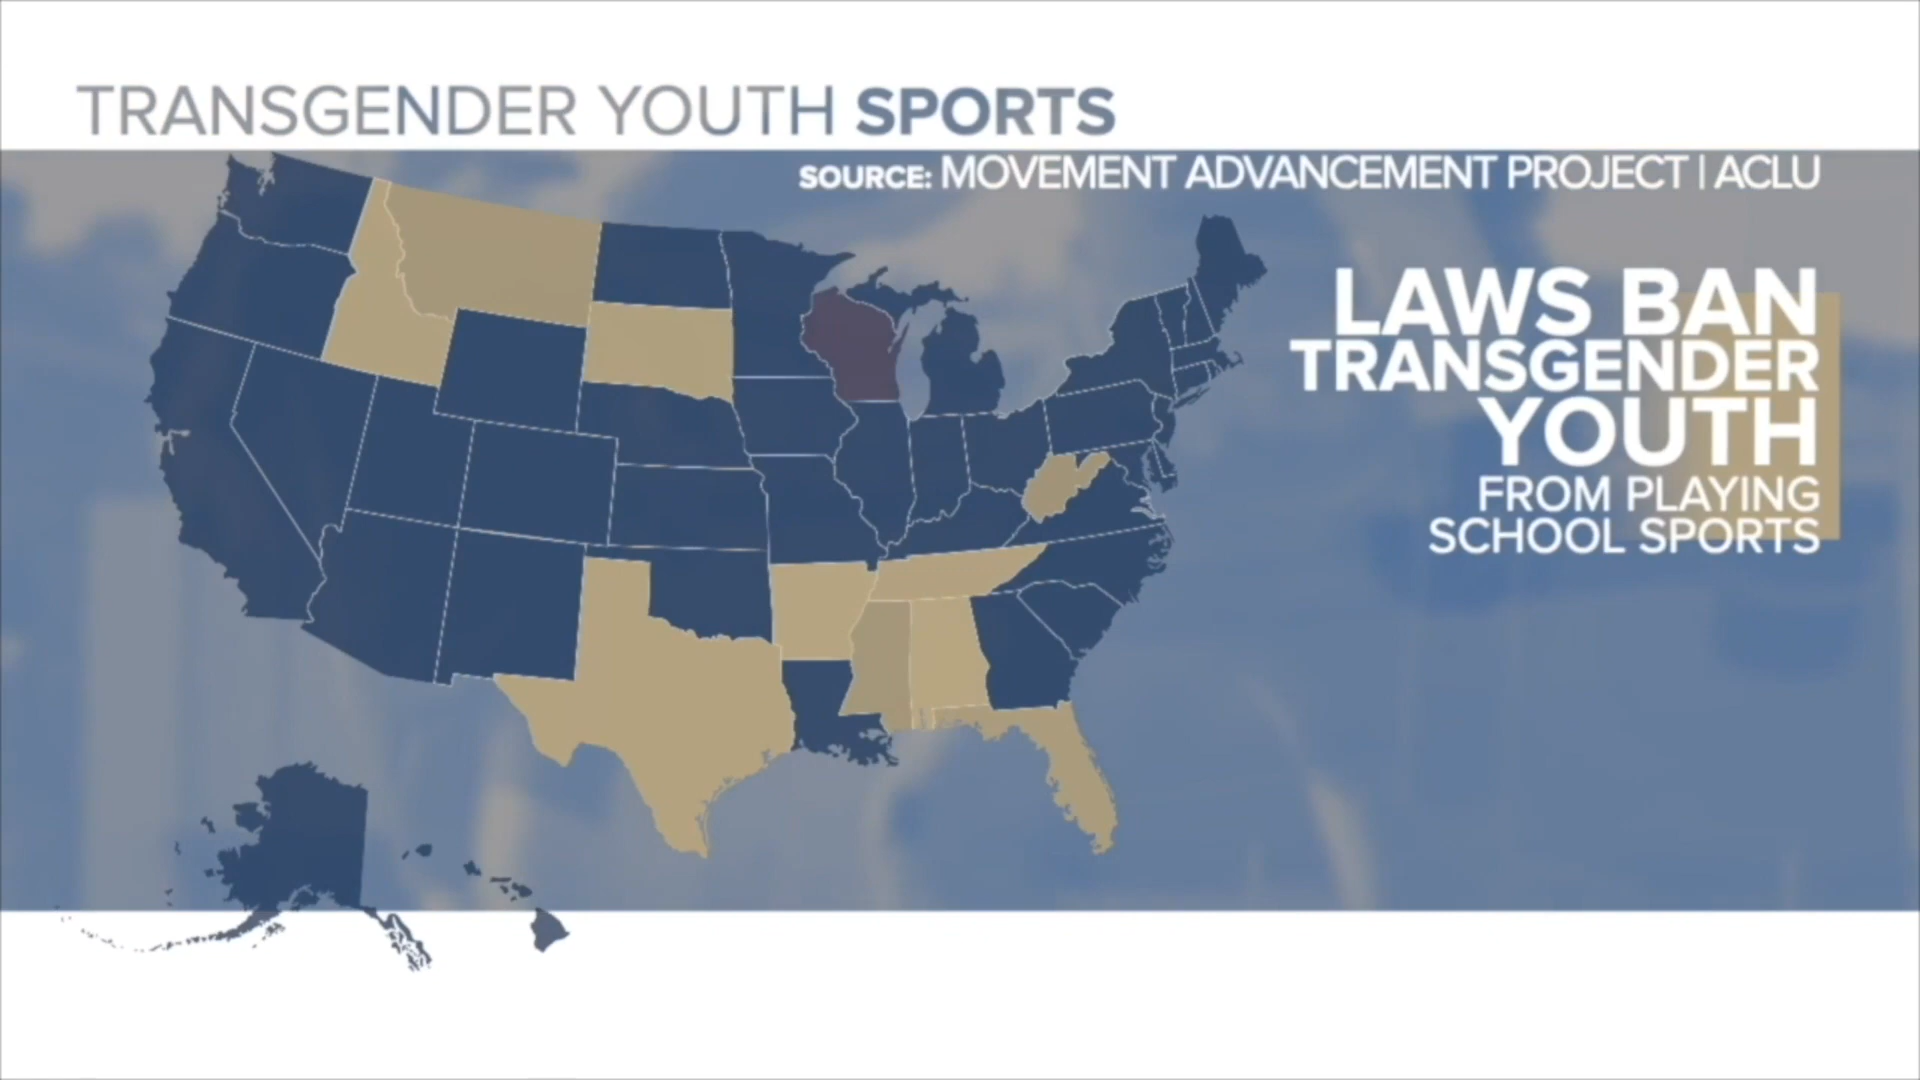 TRANSGENDER YOUTH SPORTS
SOURCE: MOVEMENT ADVANCEMENT PROJECT | ACLU
LAWS BAN
TRANSGENDER
YOUTH
FROM PLAYING
SCHOOL SPORTS